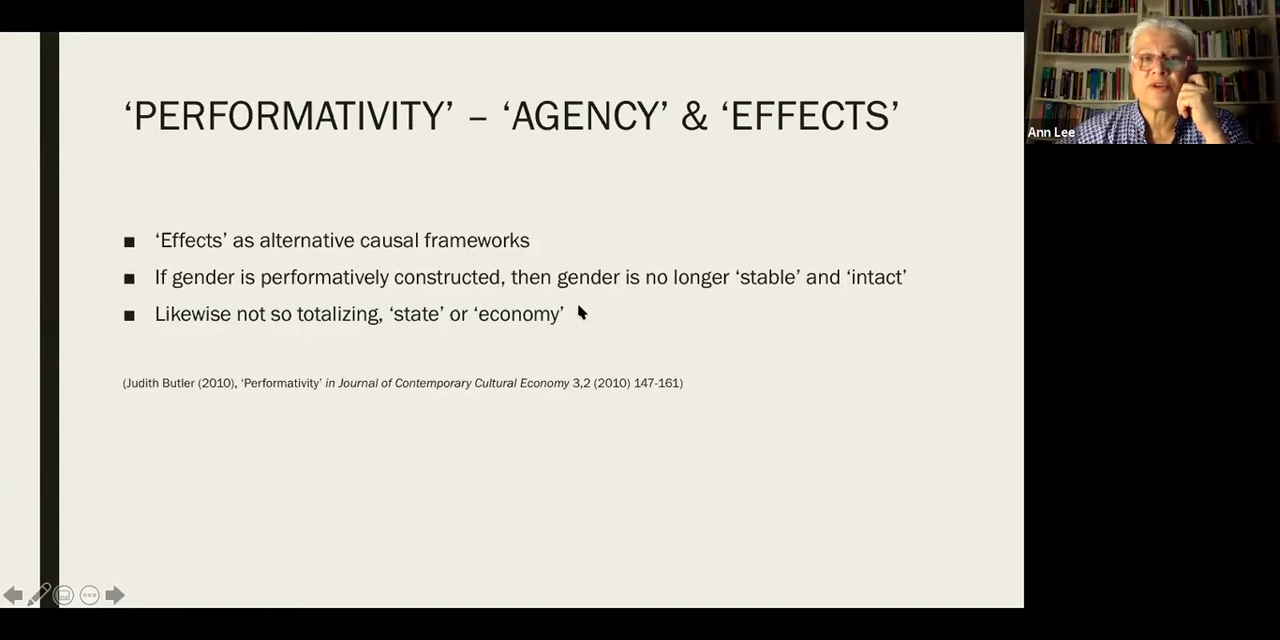 ‘PERFORMATIVITY’ – ‘AGENCY’ & ‘EFFECTS’
Ann Lee
■ ‘Effects’ as alternative causal frameworks
■ If gender is performatively constructed, then gender is no longer ‘stable’ and ‘intact’
■ Likewise not so totalizing, ‘state’ or ‘economy’
(Judith Butler (2010), ‘Performativity’ in Journal of Contemporary Cultural Economy 3,2 (2010) 147-161)